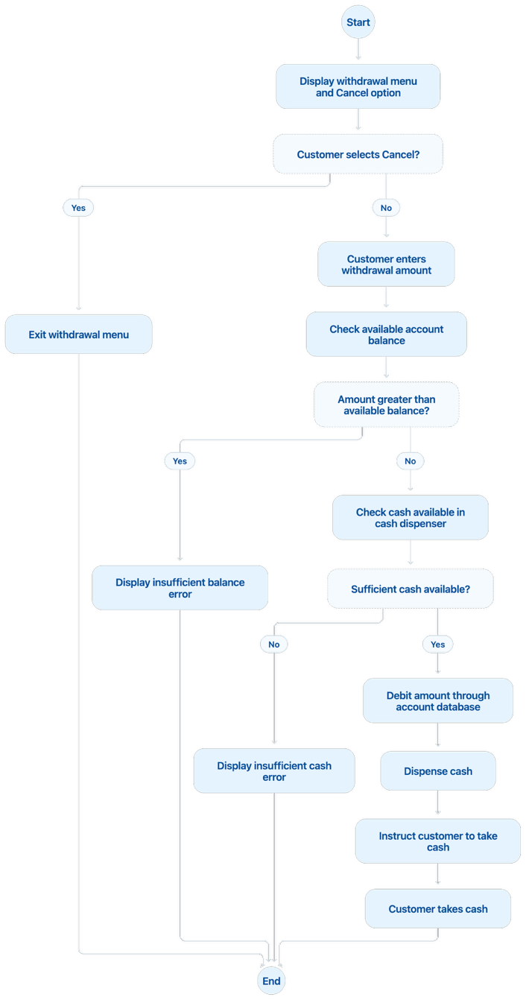 Start
Display withdrawal menu
and Cancel option
Customer selects Cancel?
Yes
No
Customer enters
withdrawal amount
Exit withdrawal menu
Check available account
balance
Amount greater than
available balance?
Yes
No
Check cash available in
cash dispenser
Display insufficient balance
error
Sufficient cash available?
No
Yes
Debit amount through
account database
Display insufficient cash
error
Dispense cash
Instruct customer to take
cash
Customer takes cash
End